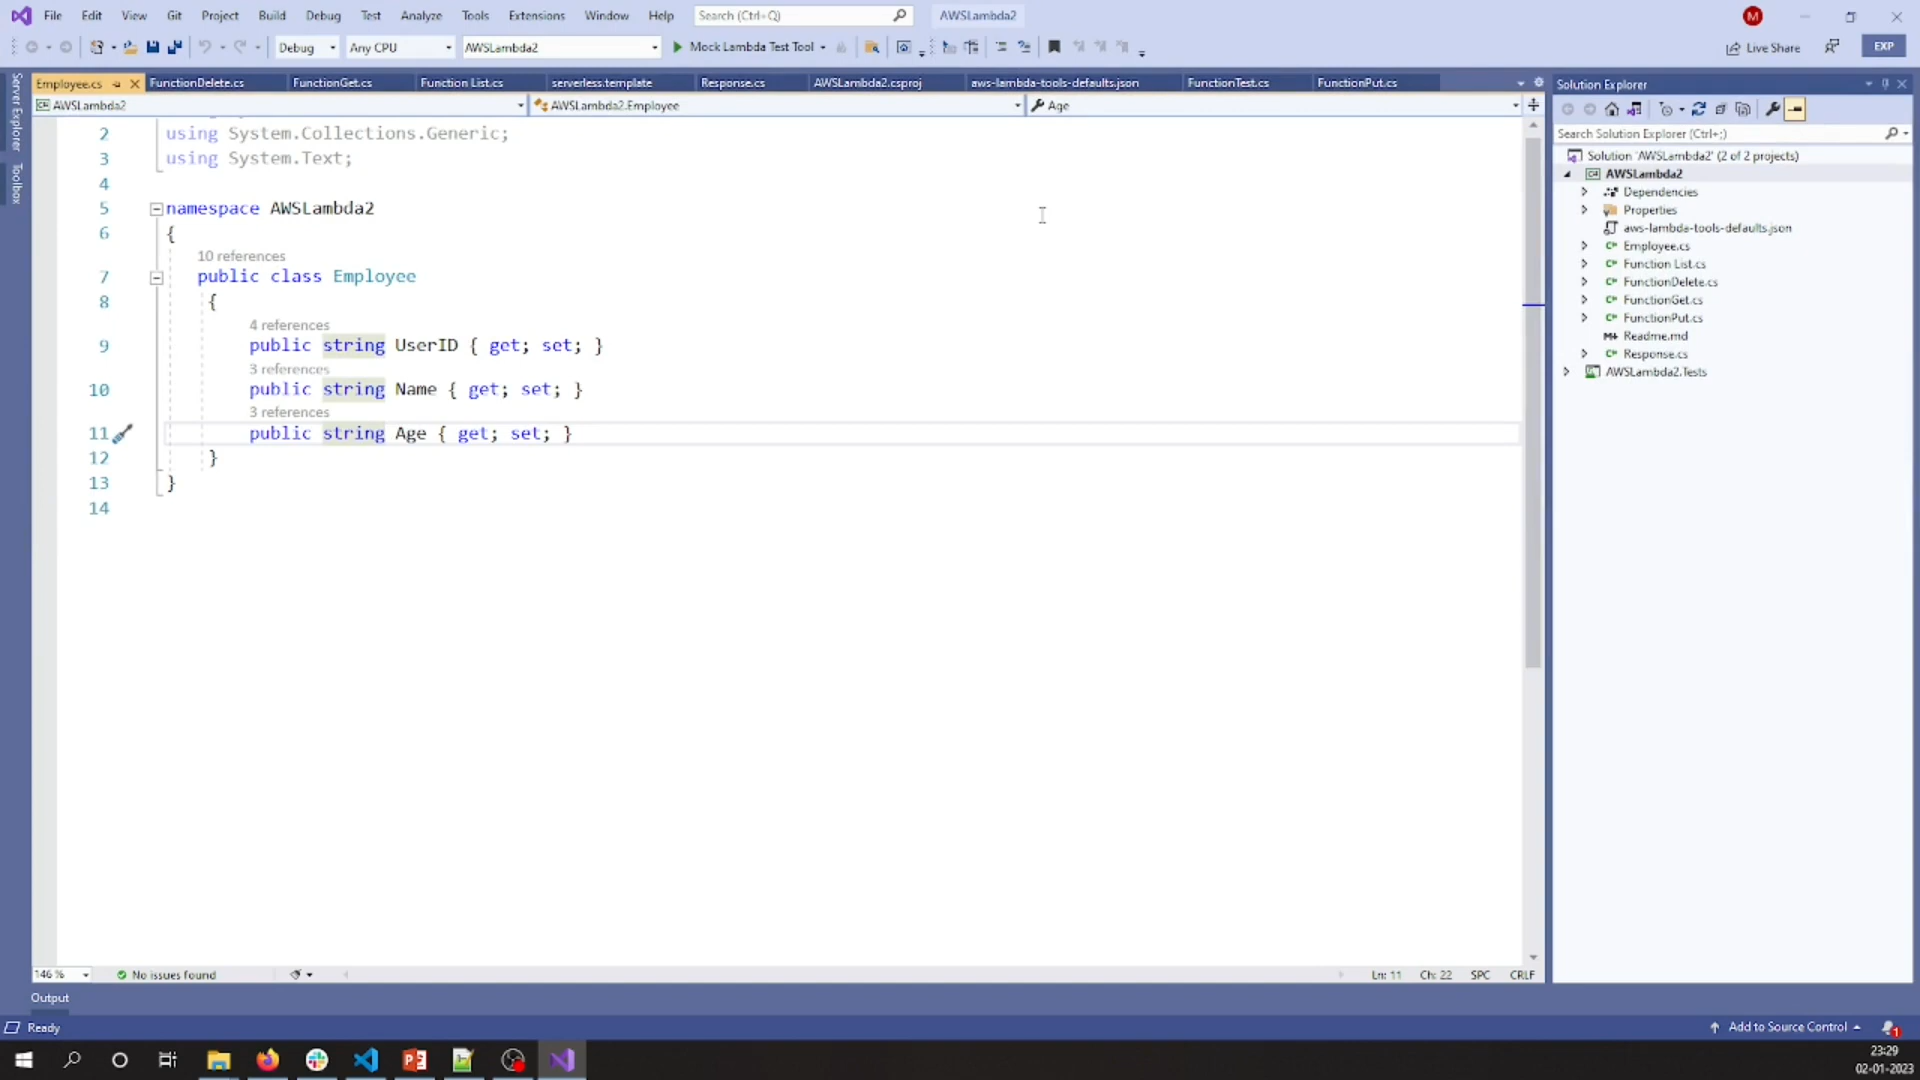 File Edit View Git Project Build Debug Test Analyze Tools Extensions Window Help Search (Ctrl+Q) AWSLambda2 M
Debug Any CPU AWSLambda2 Mock Lambda Test Tool Live Share EXP
Server Explorer
Toolbox
Employee.cs FunctionDelete.cs FunctionGet.cs Function List.cs serverless.template Response.cs AWSLambda2.csproj aws-lambda-tools-defaults.json FunctionTest.cs FunctionPut.cs
AWSLambda2 AWSLambda2.Employee Age
2 using System.Collections.Generic;
3 using System.Text;
4
5 namespace AWSLambda2
6 {
10 references
7 public class Employee
8 {
4 references
9 public string UserID { get; set; }
3 references
10 public string Name { get; set; }
3 references
11 public string Age { get; set; }
12 }
13 }
14
146 % No issues found Ln: 11 Ch: 22 SPC CRLF
Solution Explorer
Search Solution Explorer (Ctrl+;)
Solution 'AWSLambda2' (2 of 2 projects)
AWSLambda2
Dependencies
Properties
aws-lambda-tools-defaults.json
Employee.cs
Function List.cs
FunctionDelete.cs
FunctionGet.cs
FunctionPut.cs
Readme.md
Response.cs
AWSLambda2.Tests
Output
Ready Add to Source Control 1
23:29
02-01-2023